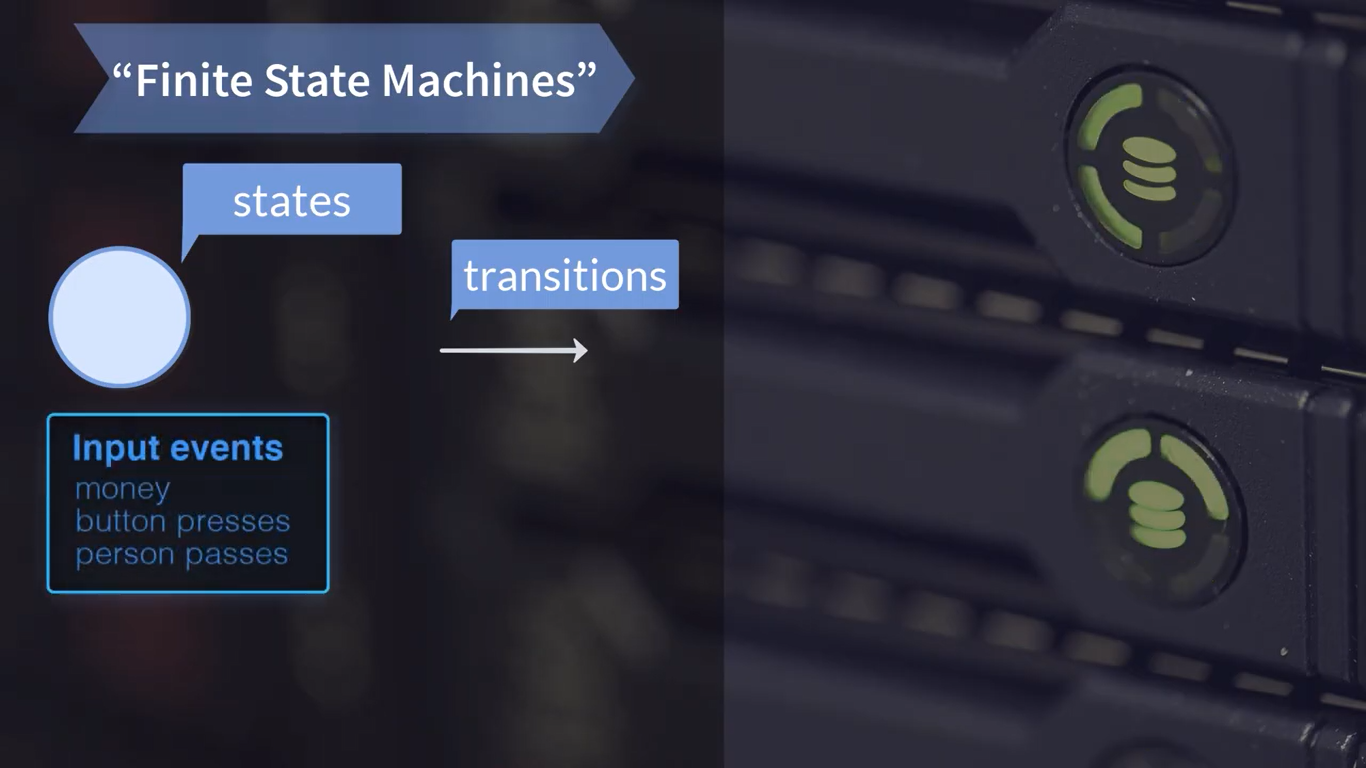 “Finite State Machines”
states
transitions
Input events
money
button presses
person passes